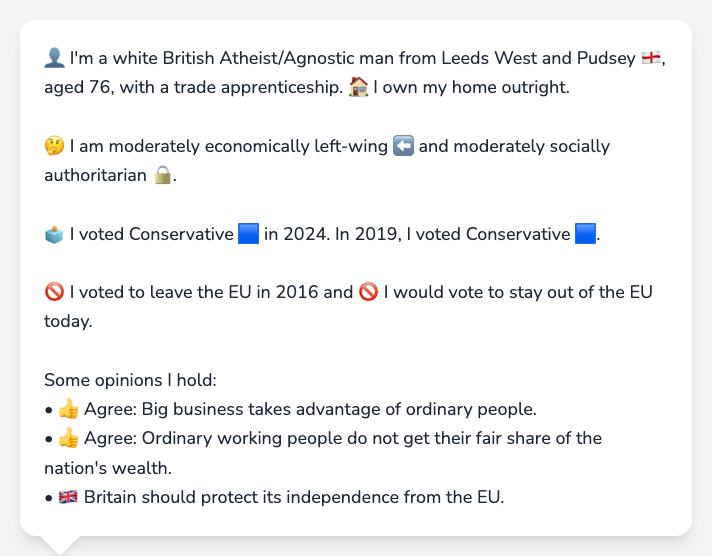 👤 I'm a white British Atheist/Agnostic man from Leeds West and Pudsey 🏴󠁧󠁢󠁥󠁮󠁧󠁿,
aged 76, with a trade apprenticeship. 🏠 I own my home outright.
🤔 I am moderately economically left-wing ⬅️ and moderately socially
authoritarian 🔒.
🗳️ I voted Conservative 🟦 in 2024. In 2019, I voted Conservative 🟦.
🚫 I voted to leave the EU in 2016 and 🚫 I would vote to stay out of the EU
today.
Some opinions I hold:
• 👍 Agree: Big business takes advantage of ordinary people.
• 👍 Agree: Ordinary working people do not get their fair share of the
nation's wealth.
• 🇬🇧 Britain should protect its independence from the EU.